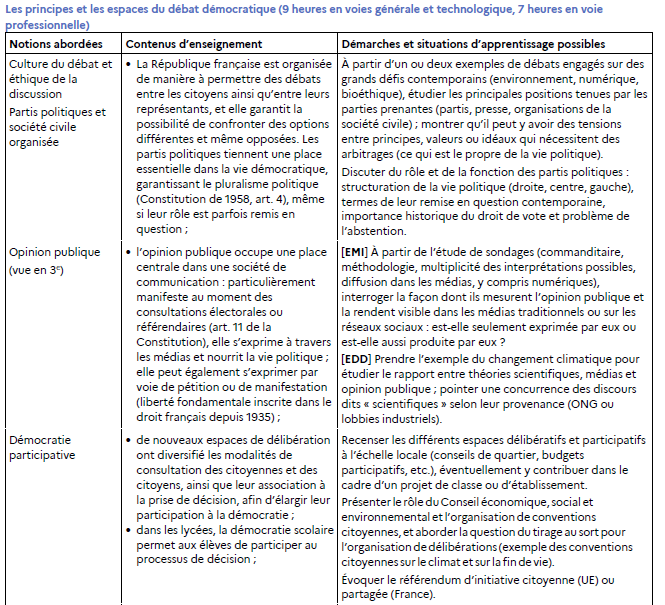 Les principes et les espaces du débat démocratique (9 heures en voies générale et technologique, 7 heures en voie
professionnelle)
Notions abordées
Contenus d’enseignement
Démarches et situations d’apprentissage possibles
Culture du débat et
éthique de la
discussion
Partis politiques et
société civile
organisée
• La République française est organisée
de manière à permettre des débats
entre les citoyens ainsi qu’entre leurs
représentants, et elle garantit la
possibilité de confronter des options
différentes et même opposées. Les
partis politiques tiennent une place
essentielle dans la vie démocratique,
garantissant le pluralisme politique
(Constitution de 1958, art. 4), même
si leur rôle est parfois remis en
question ;
À partir d’un ou deux exemples de débats engagés sur des
grands défis contemporains (environnement, numérique,
bioéthique), étudier les principales positions tenues par les
parties prenantes (partis, presse, organisations de la
société civile) ; montrer qu’il peut y avoir des tensions
entre principes, valeurs ou idéaux qui nécessitent des
arbitrages (ce qui est le propre de la vie politique).
Discuter du rôle et de la fonction des partis politiques :
structuration de la vie politique (droite, centre, gauche),
termes de leur remise en question contemporaine,
importance historique du droit de vote et problème de
l’abstention.
Opinion publique
(vue en 3e)
• l’opinion publique occupe une place
centrale dans une société de
communication : particulièrement
manifeste au moment des
consultations électorales ou
référendaires (art. 11 de la
Constitution), elle s’exprime à travers
les médias et nourrit la vie politique ;
elle peut également s’exprimer par
voie de pétition ou de manifestation
(liberté fondamentale inscrite dans le
droit français depuis 1935) ;
[EMI] À partir de l’étude de sondages (commanditaire,
méthodologie, multiplicité des interprétations possibles,
diffusion dans les médias, y compris numériques),
interroger la façon dont ils mesurent l’opinion publique et
la rendent visible dans les médias traditionnels ou sur les
réseaux sociaux : est-elle seulement exprimée par eux ou
est-elle aussi produite par eux ?
[EDD] Prendre l’exemple du changement climatique pour
étudier le rapport entre théories scientifiques, médias et
opinion publique ; pointer une concurrence des discours
dits « scientifiques » selon leur provenance (ONG ou
lobbies industriels).
Démocratie
participative
• de nouveaux espaces de délibération
ont diversifié les modalités de
consultation des citoyennes et des
citoyens, ainsi que leur association à
la prise de décision, afin d’élargir leur
participation à la démocratie ;
• dans les lycées, la démocratie scolaire
permet aux élèves de participer au
processus de décision ;
Recenser les différents espaces délibératifs et participatifs
à l’échelle locale (conseils de quartier, budgets
participatifs, etc.), éventuellement y contribuer dans le
cadre d’un projet de classe ou d’établissement.
Présenter le rôle du Conseil économique, social et
environnemental et l’organisation de conventions
citoyennes, et aborder la question du tirage au sort pour
l’organisation de délibérations (exemple des conventions
citoyennes sur le climat et sur la fin de vie).
Évoquer le référendum d’initiative citoyenne (UE) ou
partagée (France).